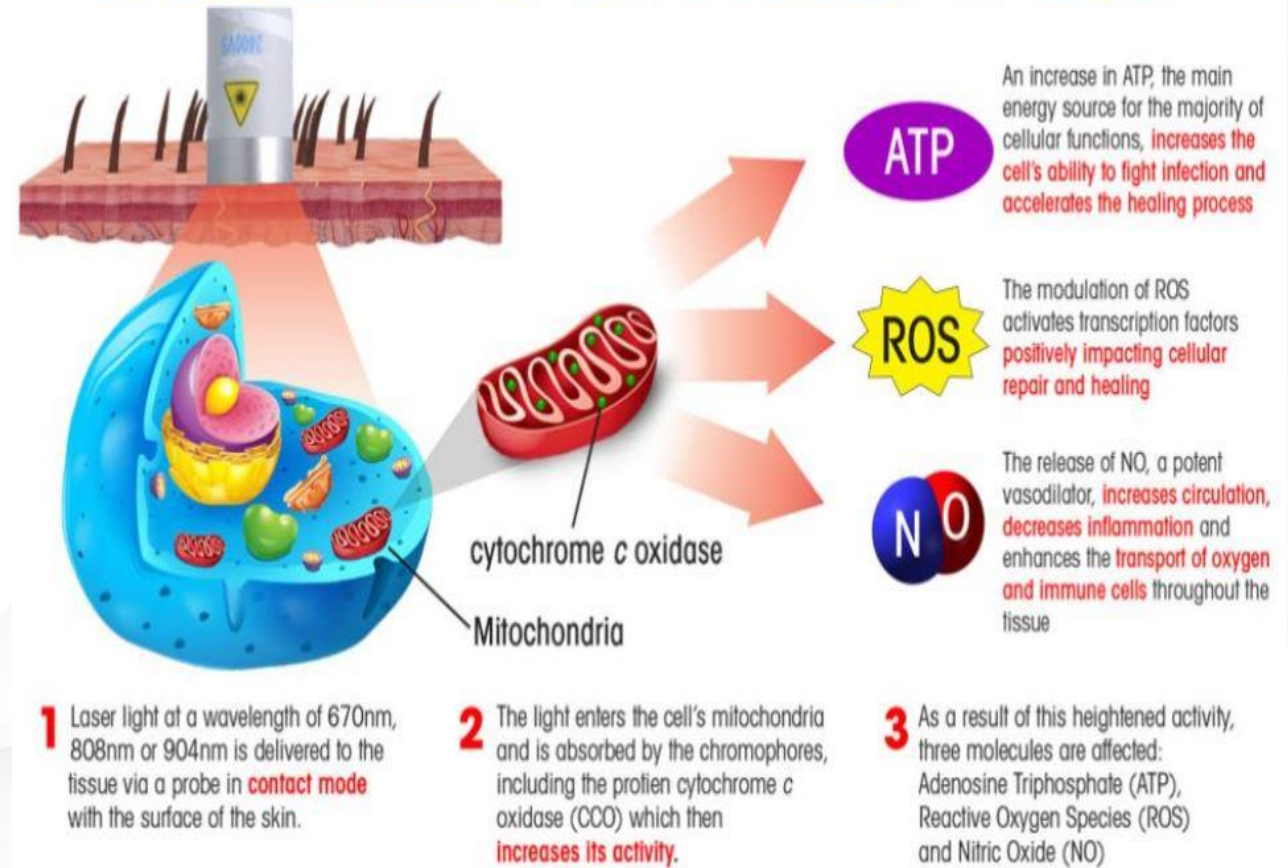 An increase in ATP, the main
energy source for the majority of
cellular functions, increases the
cell's ability to fight infection and
accelerates the healing process
ATP
The modulation of ROS
activates transcription factors
positively impacting cellular
repair and healing
ROS
The release of NO, a potent
vasodilator, increases circulation,
decreases inflammation and
enhances the transport of oxygen
and immune cells throughout the
tissue
N O
cytochrome c oxidase
Mitochondria
1 Laser light at a wavelength of 670nm,
808nm or 904nm is delivered to the
tissue via a probe in contact mode
with the surface of the skin.
2 The light enters the cell's mitochondria
and is absorbed by the chromophores,
including the protien cytochrome c
oxidase (CCO) which then
increases its activity.
3 As a result of this heightened activity,
three molecules are affected:
Adenosine Triphosphate (ATP),
Reactive Oxygen Species (ROS)
and Nitric Oxide (NO)